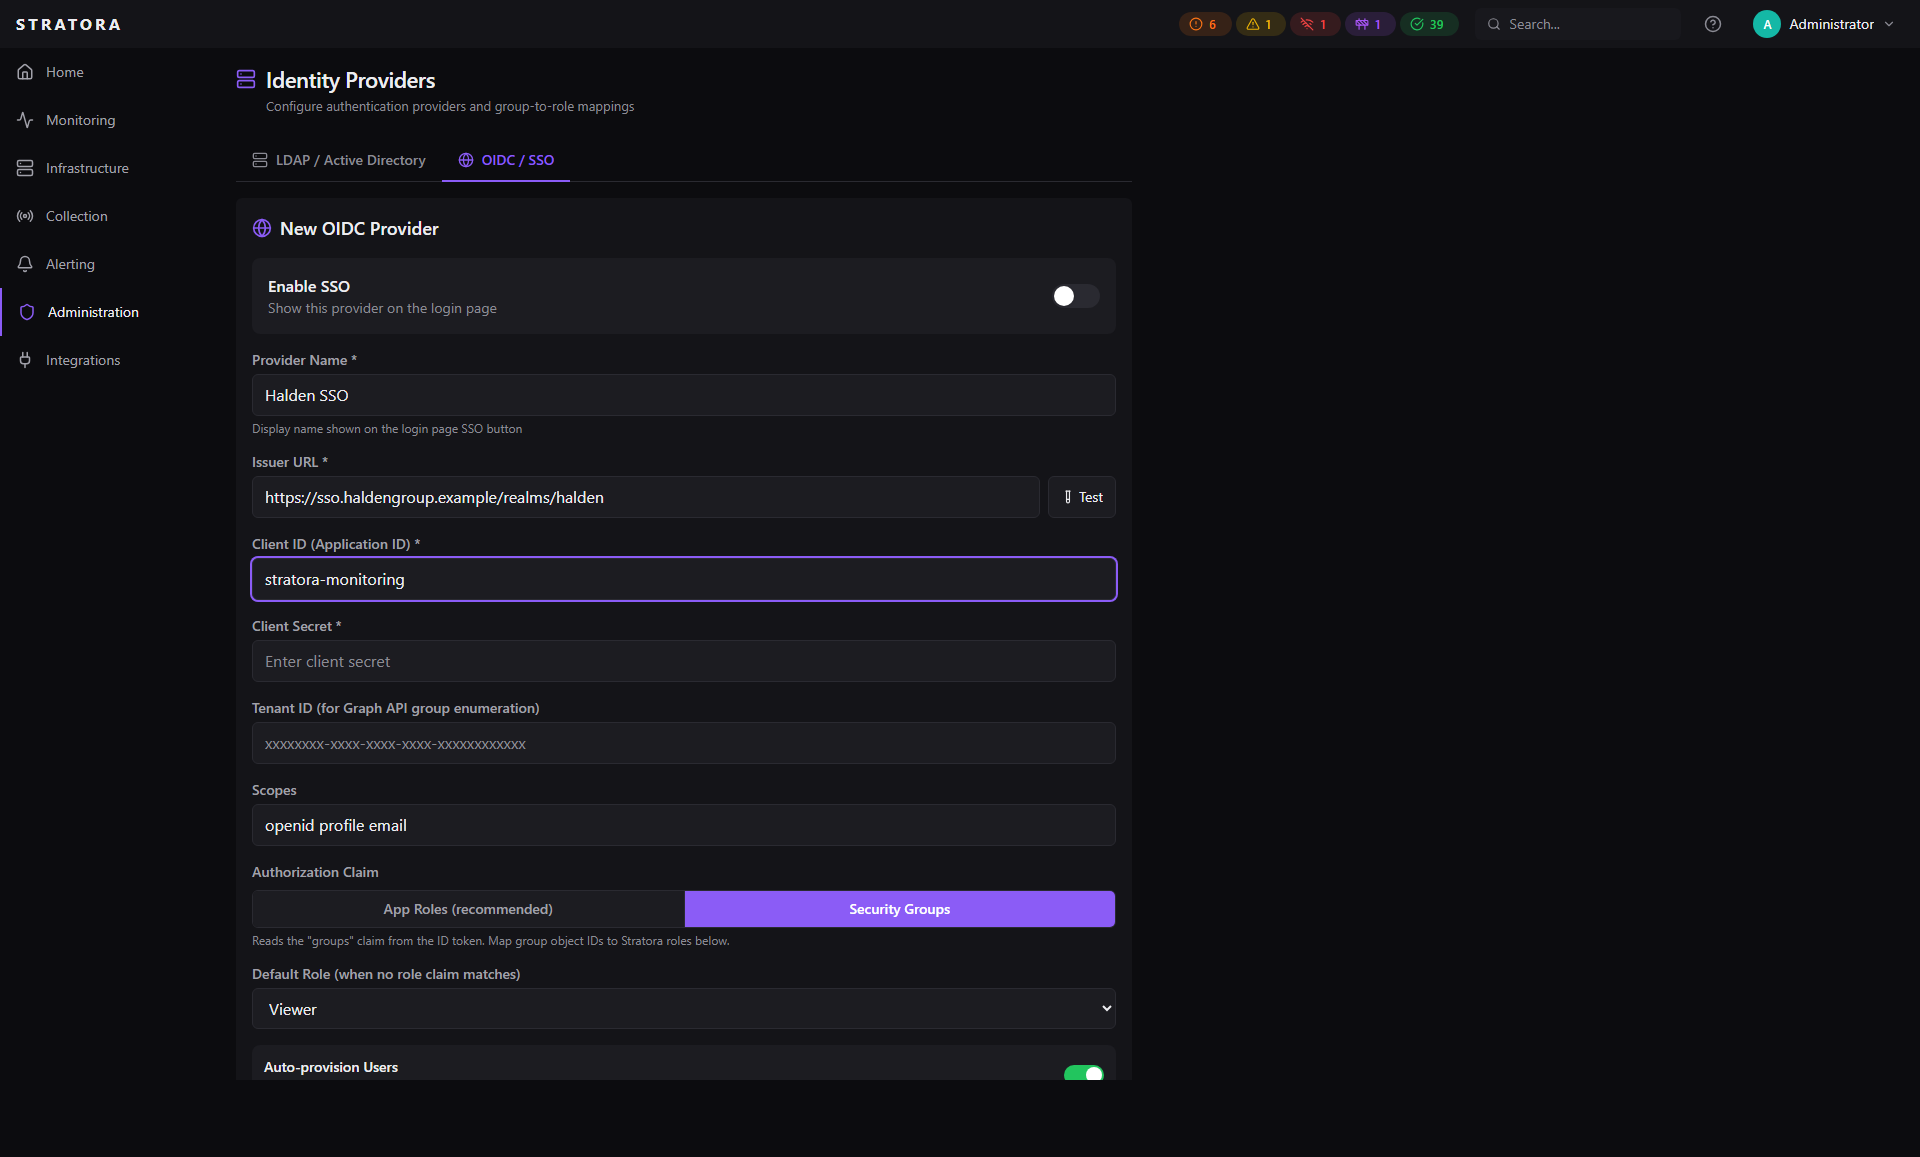 STRATORA
6
1
1
1
39
Search...
A
Administrator
Home
Monitoring
Infrastructure
Collection
Alerting
Administration
Integrations
Identity Providers
Configure authentication providers and group-to-role mappings
LDAP / Active Directory
OIDC / SSO
New OIDC Provider
Enable SSO
Show this provider on the login page
Provider Name *
Halden SSO
Display name shown on the login page SSO button
Issuer URL *
https://sso.haldengroup.example/realms/halden
Test
Client ID (Application ID) *
stratora-monitoring
Client Secret *
Enter client secret
Tenant ID (for Graph API group enumeration)
xxxxxxxx-xxxx-xxxx-xxxx-xxxxxxxxxxxx
Scopes
openid profile email
Authorization Claim
App Roles (recommended)
Security Groups
Reads the "groups" claim from the ID token. Map group object IDs to Stratora roles below.
Default Role (when no role claim matches)
Viewer
Auto-provision Users